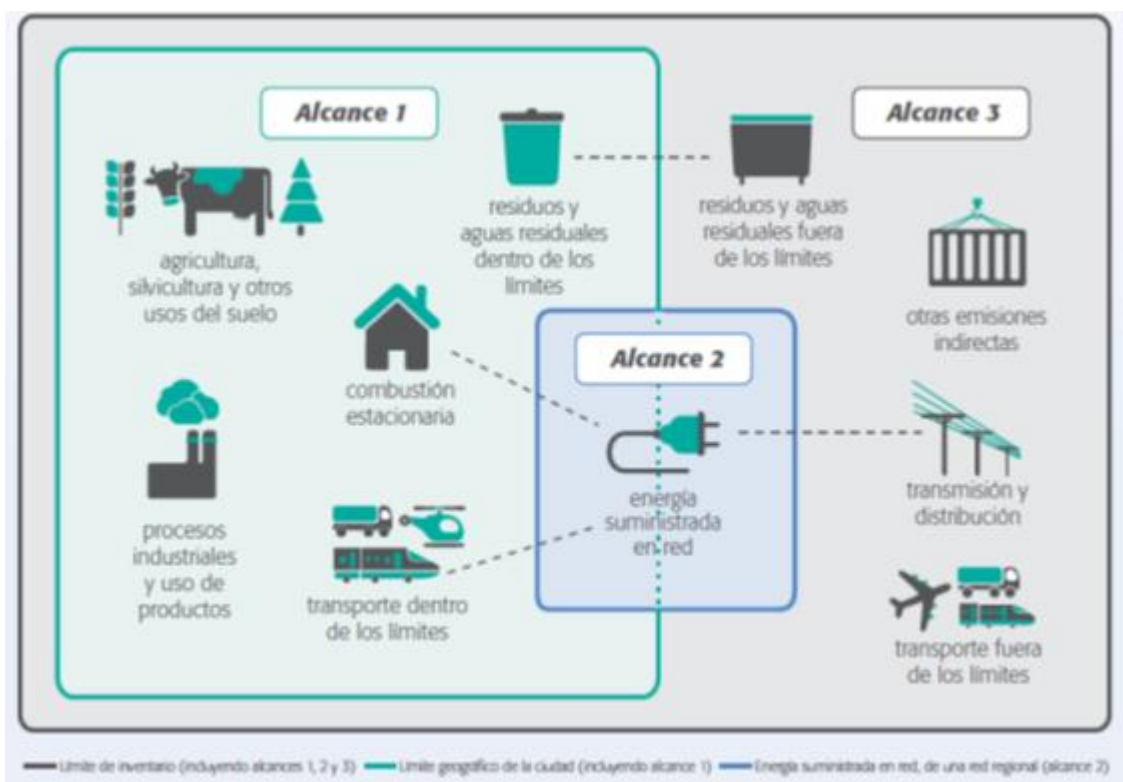 Alcance 1
Alcance 3
residuos y
aguas residuales
dentro de los
límites
residuos y aguas
residuales fuera
de los límites
agricultura,
silvicultura y otros
usos del suelo
otras emisiones
indirectas
Alcance 2
combustión
estacionaria
energía
suministrada
en red
transmisión y
distribución
procesos
industriales
y uso de
productos
transporte dentro
de los límites
transporte fuera
de los límites
Límite de inventario (incluyendo alcances 1, 2 y 3) Límite geográfico de la ciudad (incluyendo alcance 1) Energía suministrada en red, de una red regional (alcance 2)